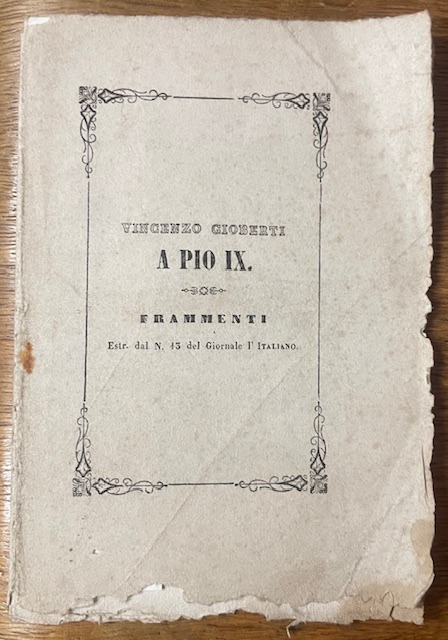 VINCENZO GIOBERTI
A PIO IX.
FRAMMENTI
Estr. dal N. 43 del Giornale l' ITALIANO.